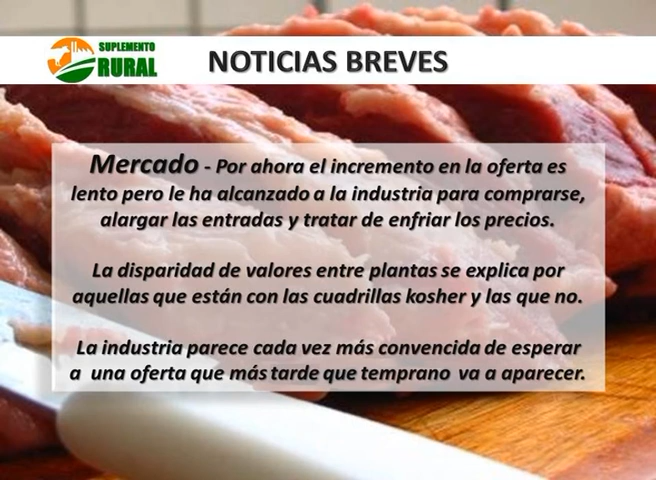 SUPLEMENTO
RURAL
NOTICIAS BREVES
Mercado - Por ahora el incremento en la oferta es
lento pero le ha alcanzado a la industria para comprarse,
alargar las entradas y tratar de enfriar los precios.
La disparidad de valores entre plantas se explica por
aquellas que están con las cuadrillas kosher y las que no.
La industria parece cada vez más convencida de esperar
a una oferta que más tarde que temprano va a aparecer.